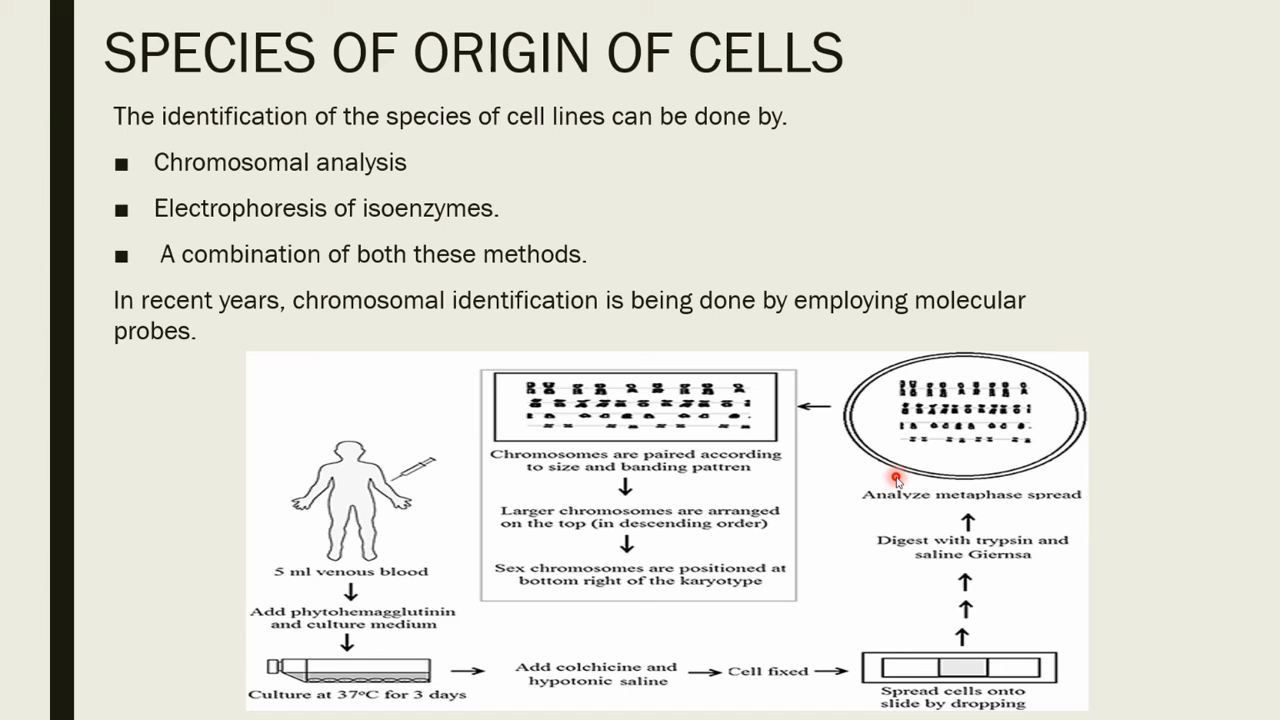 SPECIES OF ORIGIN OF CELLS
The identification of the species of cell lines can be done by.
■ Chromosomal analysis
■ Electrophoresis of isoenzymes.
■ A combination of both these methods.
In recent years, chromosomal identification is being done by employing molecular
probes.
5 ml venous blood
Add phytohemagglutinin
and culture medium
Culture at 37°C for 3 days
Add colchicine and
hypotonic saline
Cell fixed
Spread cells onto
slide by dropping
Digest with trypsin and
saline Giernsa
Analyze metaphase spread
Chromosomes are paired according
to size and banding pattren
Larger chromosomes are arranged
on the top (in descending order)
Sex chromosomes are positioned at
bottom right of the karyotype